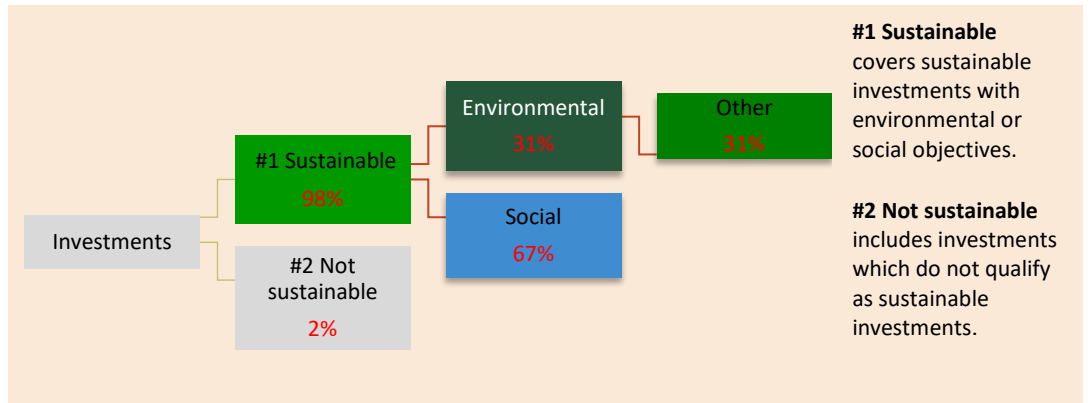 Investments
#1 Sustainable
98%
#2 Not
sustainable
2%
Environmental
31%
Social
67%
Other
31%
#1 Sustainable
covers sustainable
investments with
environmental or
social objectives.
#2 Not sustainable
includes investments
which do not qualify
as sustainable
investments.